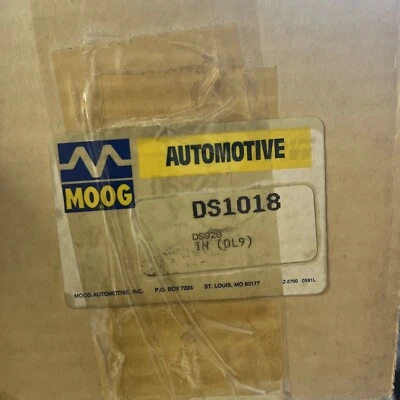 AUTOMOTIVE
MOOG
DS1018
DS928
IN (DL9)
MOOG AUTOMOTIVE, INC. P.O. BOX 7224 ST. LOUIS, MO 63177